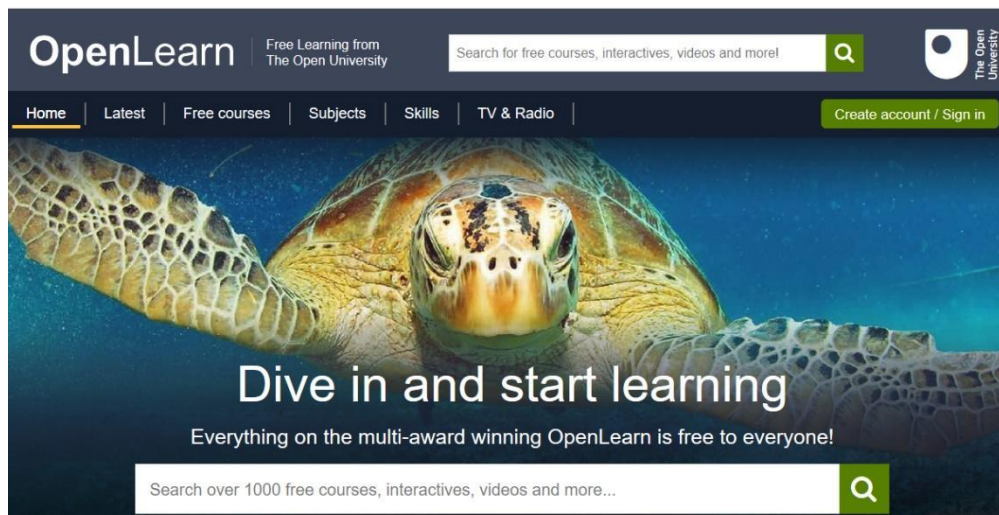 OpenLearn
Free Learning from
The Open University
Search for free courses, interactives, videos and more!
The Open
University
Home
Latest
Free courses
Subjects
Skills
TV & Radio
Create account / Sign in
Dive in and start learning
Everything on the multi-award winning OpenLearn is free to everyone!
Search over 1000 free courses, interactives, videos and more...